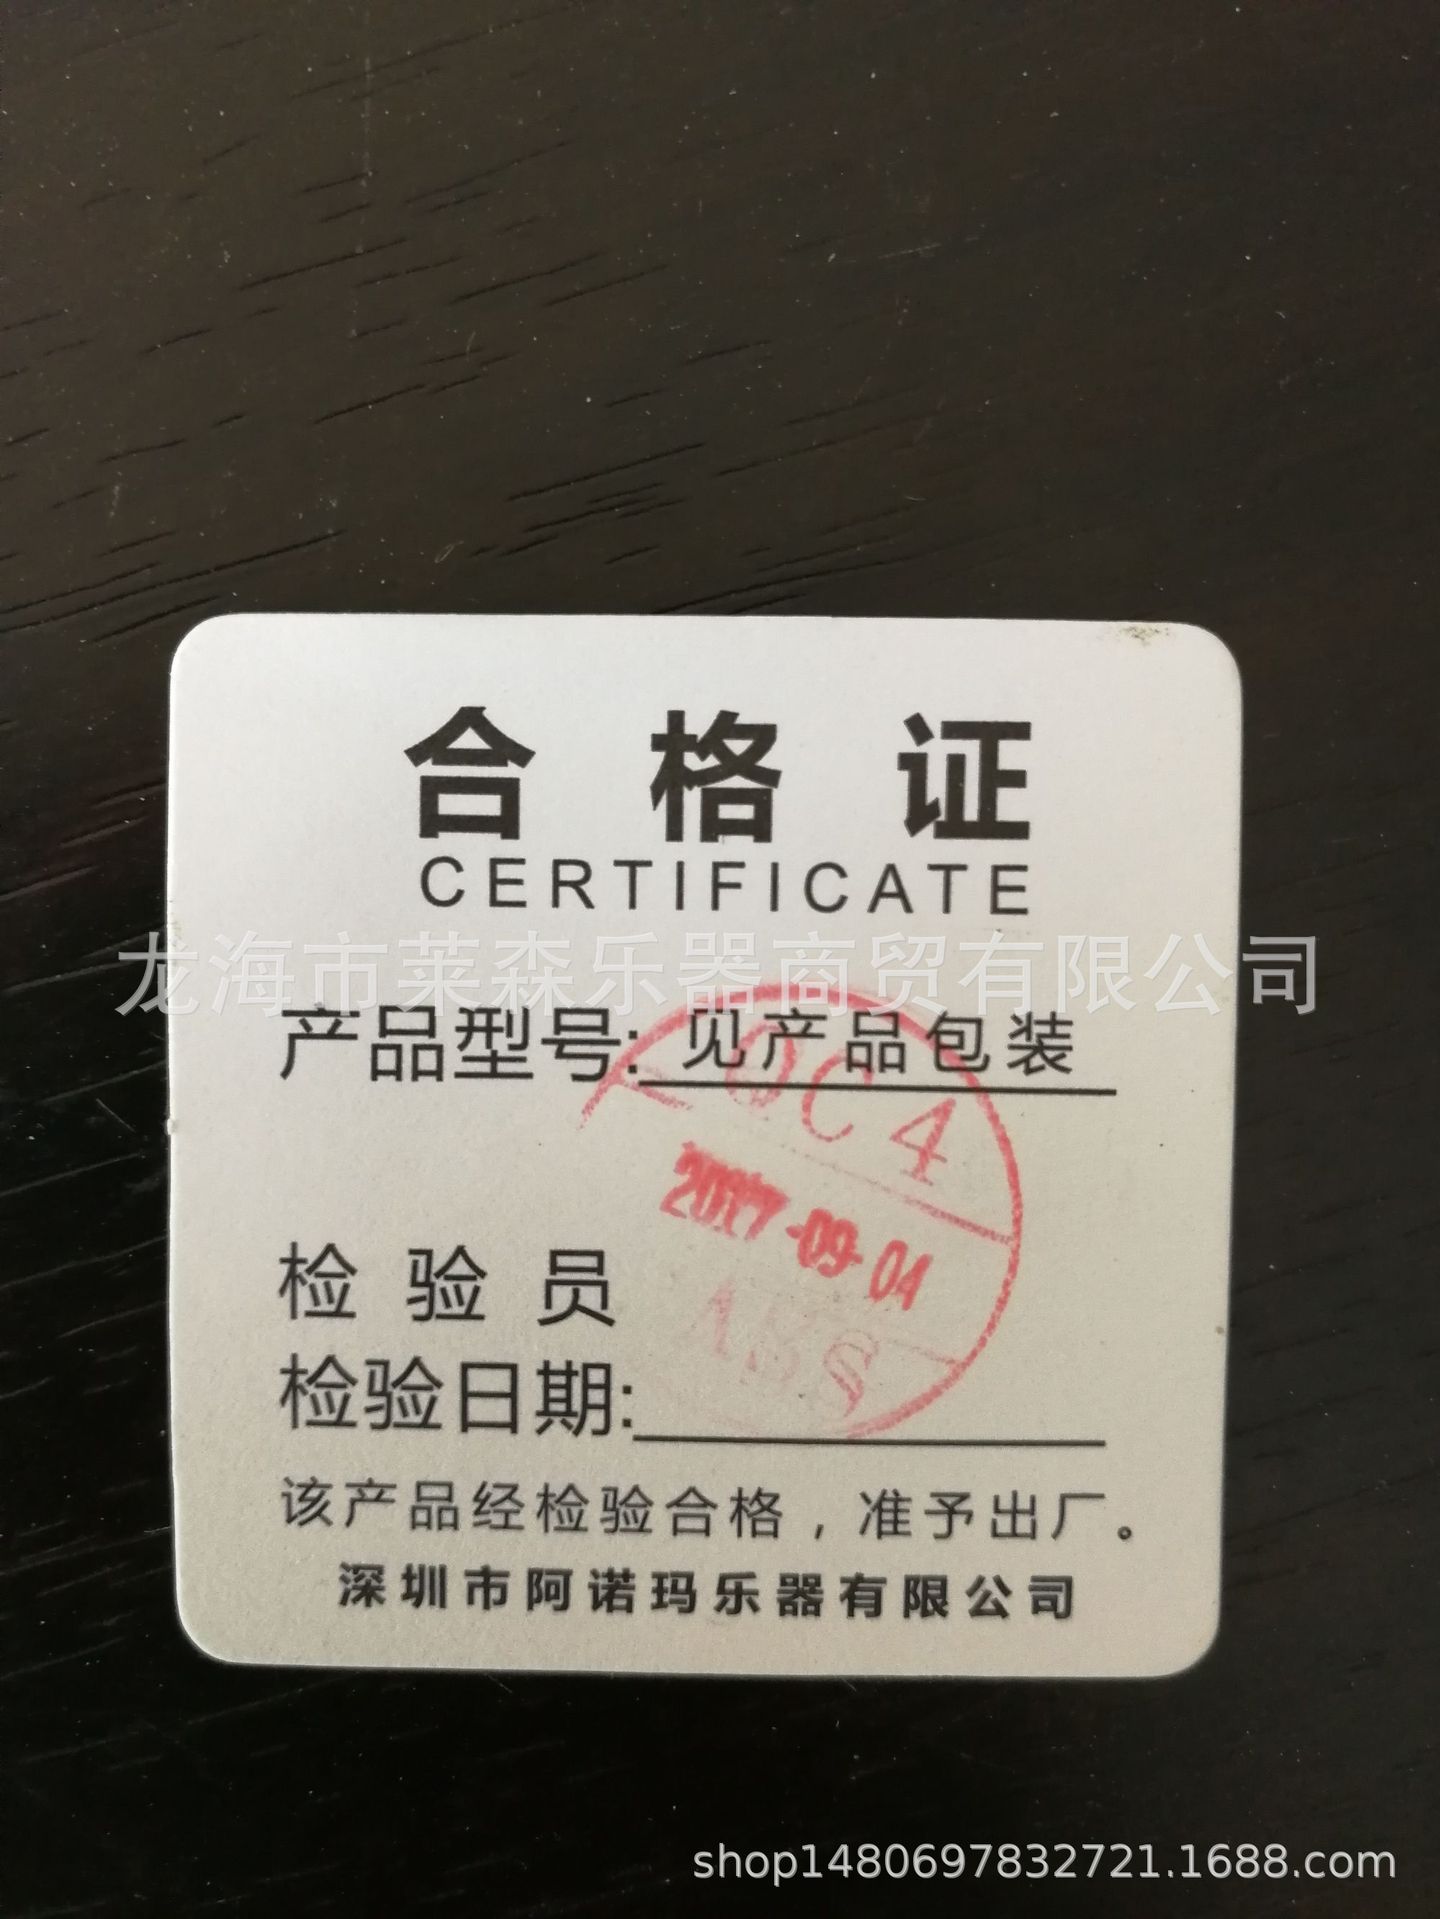 合格证
CERTIFICATE
龙海市莱森乐器商贸有限公司
产品型号: 见产品包装
QC4
2017-09-04
检验员
检验日期:
该产品经检验合格，准予出厂。
深圳市阿诺玛乐器有限公司
shop1480697832721.1688.com